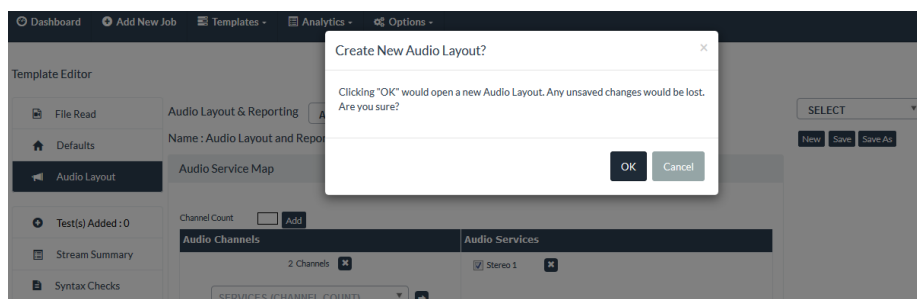 Dashboard Add New Job Templates Analytics Options
Create New Audio Layout? ×
Template Editor
Clicking "OK" would open a new Audio Layout. Any unsaved changes would be lost.
Are you sure?
File Read
Audio Layout & Reporting
SELECT
Defaults
Name : Audio Layout and Repor
New Save Save As
Audio Layout
Audio Service Map
OK Cancel
Test(s) Added : 0
Channel Count Add
Audio Channels Audio Services
Stream Summary
2 Channels Stereo 1
Syntax Checks
SERVICES (CHANNEL COUNT)